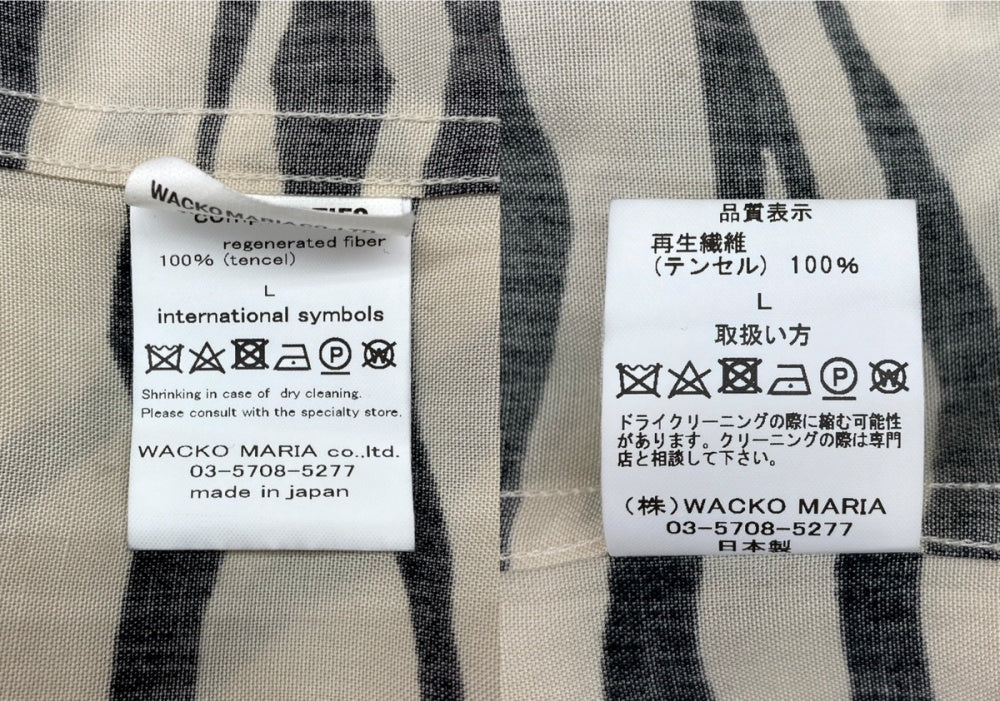 WACKO MARIA
regenerated fiber
100% (tencel)
L
international symbols
P
W
Shrinking in case of dry cleaning.
Please consult with the specialty store.
WACKO MARIA co.,ltd.
03-5708-5277
made in japan
品質表示
再生繊維
(テンセル) 100%
L
取扱い方
P
W
ドライクリーニングの際に縮む可能性
があります。クリーニングの際は専門
店と相談して下さい。
(株)WACKO MARIA
03-5708-5277
日本製